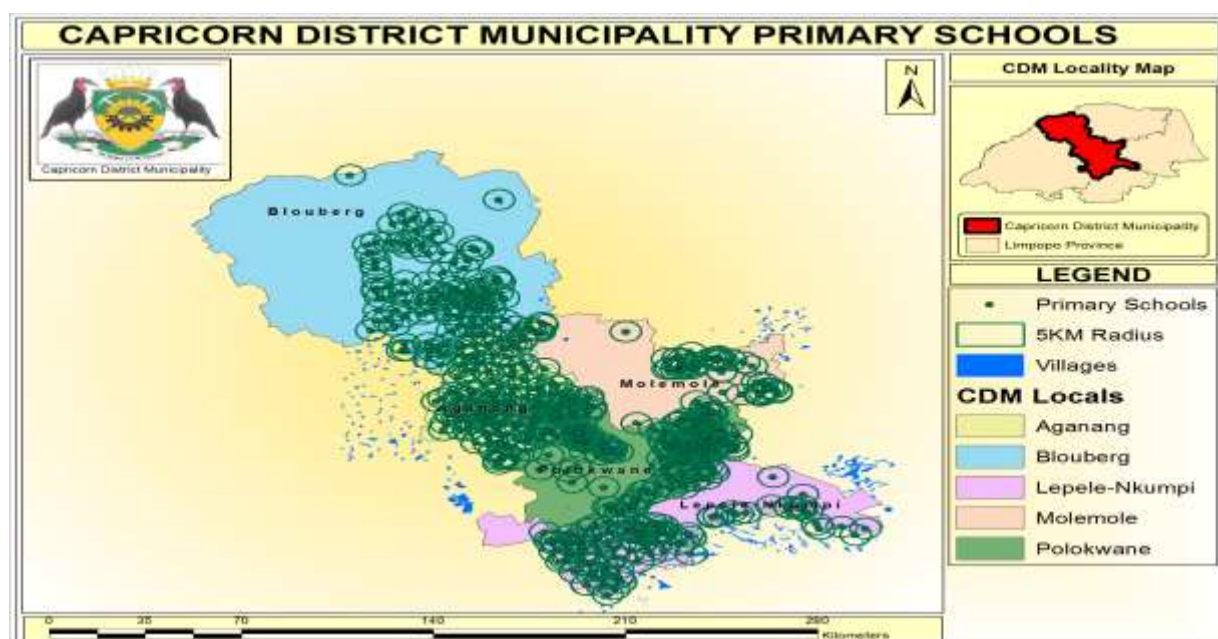 CAPRICORN DISTRICT MUNICIPALITY PRIMARY SCHOOLS
Capricorn District Municipality
N
CDM Locality Map
Capricorn District Municipality
Limpopo Province
LEGEND
Primary Schools
5KM Radius
Villages
CDM Locals
Aganang
Blouberg
Lepele-Nkumpi
Molemole
Polokwane
Blouberg
Molemole
Aganang
Polokwane
Lepele-Nkumpi
0 35 70 140 210 280
Kilometers